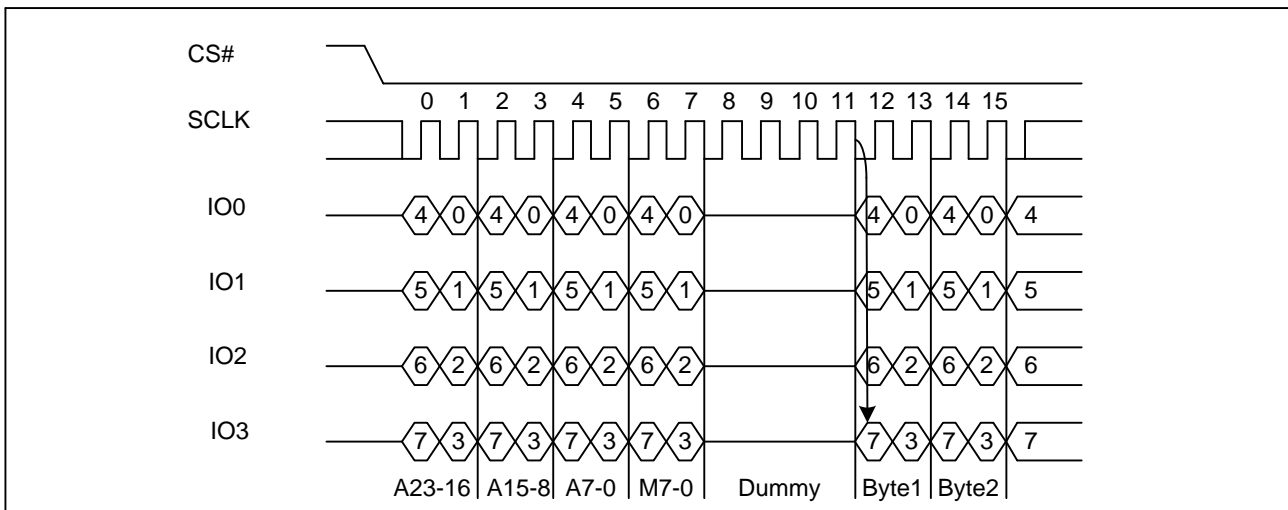 CS#
0 1 2 3 4 5 6 7 8 9 10 11 12 13 14 15
SCLK
IO0 4 0 4 0 4 0 4 0 4 0 4 0 4
IO1 5 1 5 1 5 1 5 1 5 1 5 1 5
IO2 6 2 6 2 6 2 6 2 6 2 6 2 6
IO3 7 3 7 3 7 3 7 3 7 3 7 3 7
A23-16 A15-8 A7-0 M7-0 Dummy Byte1 Byte2